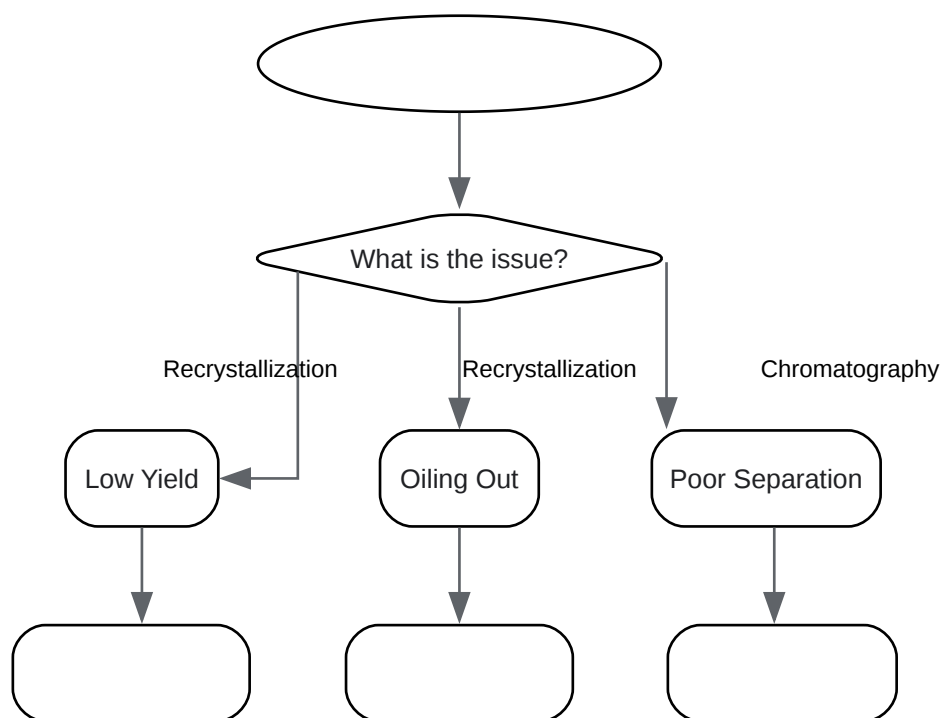 What is the issue?
Recrystallization
Recrystallization
Chromatography
Low Yield
Oiling Out
Poor Separation